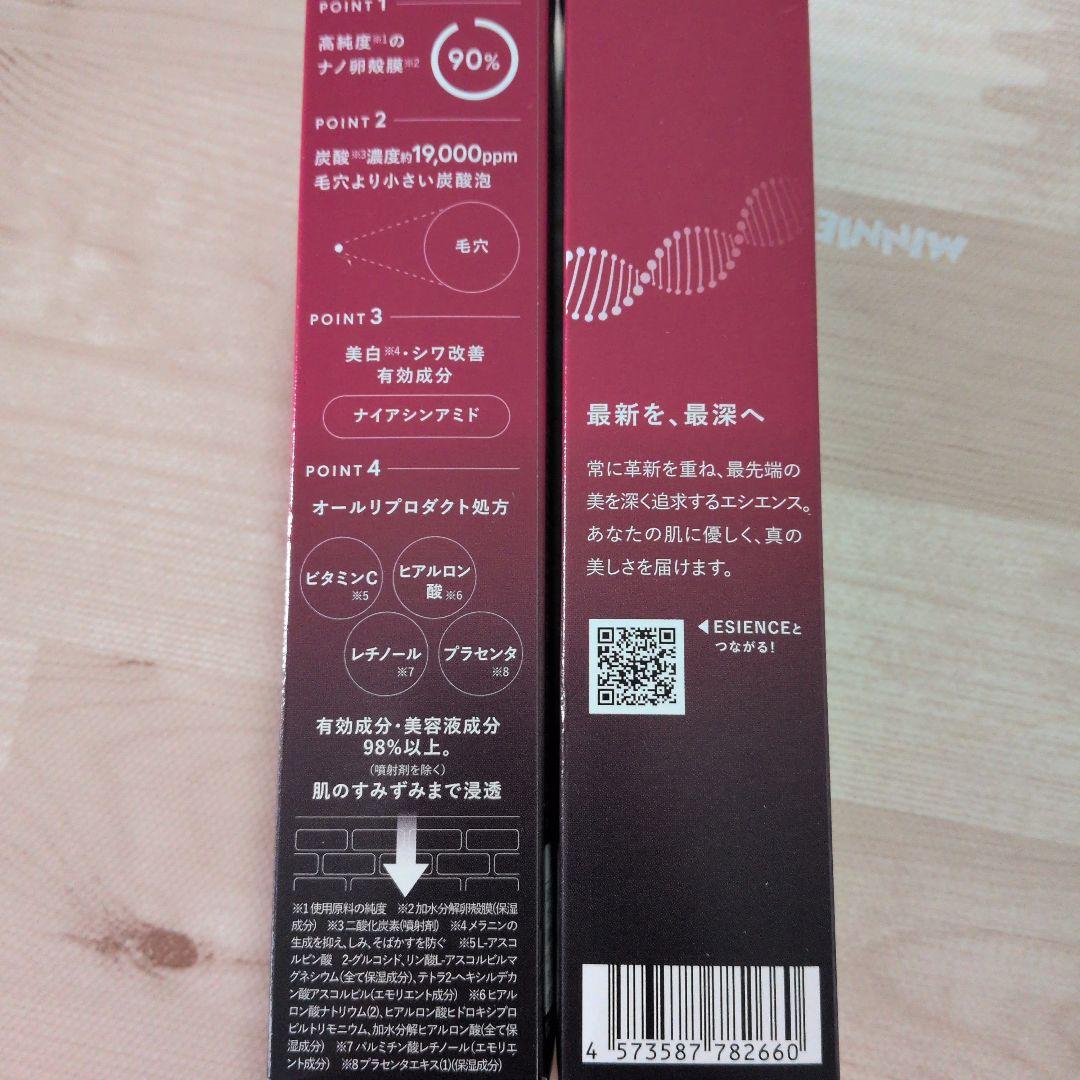 POINT 1
高純度※1の
ナノ卵殻膜※2
90%
POINT 2
炭酸※3濃度約19,000ppm
毛穴より小さい炭酸泡
毛穴
POINT 3
美白※4・シワ改善
有効成分
ナイアシンアミド
POINT 4
オールリプロダクト処方
ビタミンC
※5
ヒアルロン
酸※6
レチノール
※7
プラセンタ
※8
有効成分・美容液成分
98%以上。
(噴射剤を除く)
肌のすみずみまで浸透
※1 使用原料の純度 ※2 加水分解卵殻膜(保湿
成分) ※3 二酸化炭素(噴射剤) ※4 メラニンの
生成を抑え、しみ、そばかすを防ぐ ※5 L-アスコ
ルビン酸 2-グルコシド、リン酸L-アスコルビルマ
グネシウム(全て保湿成分)、テトラ2-ヘキシルデカ
ン酸アスコルビル(エモリエント成分) ※6 ヒアル
ロン酸ナトリウム(2)、ヒアルロン酸ヒドロキシプロ
ピルトリモニウム、加水分解ヒアルロン酸(全て保
湿成分) ※7 パルミチン酸レチノール(エモリエ
ント成分) ※8 プラセンタエキス(1)(保湿成分)
最新を、最深へ
常に革新を重ね、最先端の
美を深く追求するエシエンス。
あなたの肌に優しく、真の
美しさを届けます。
◀ESIENCEと
つながる!
4 573587 782660
MINNIE